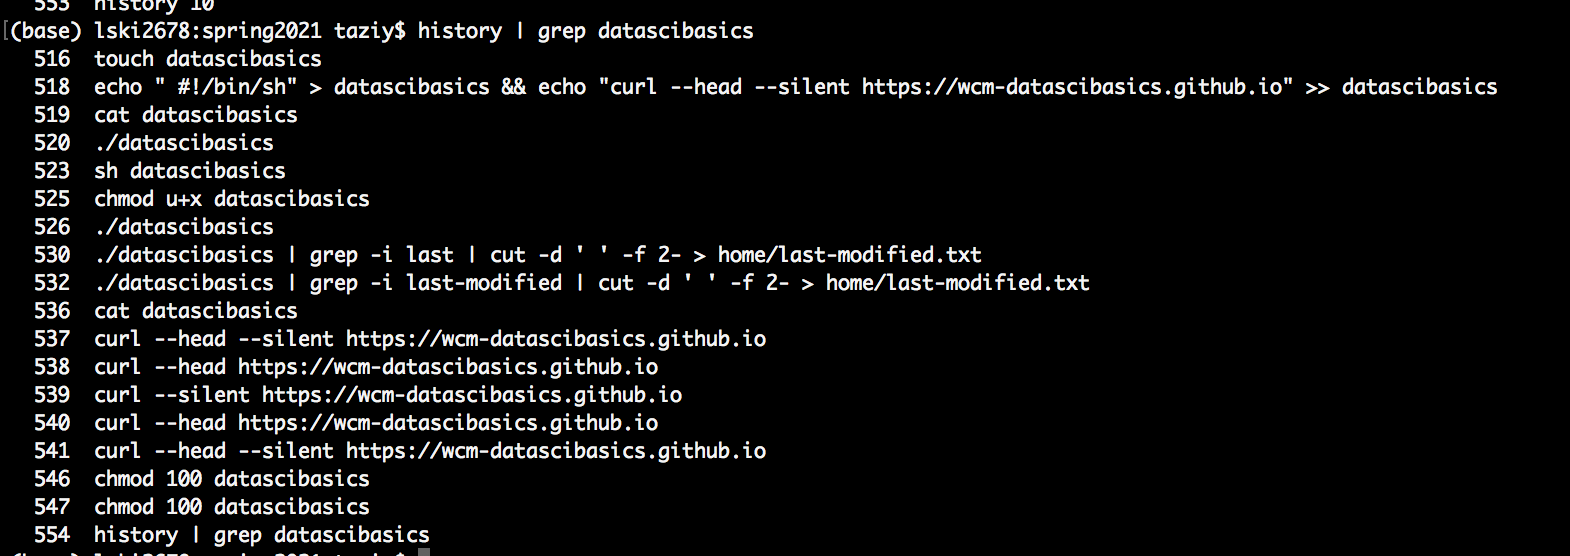 553 history 10
(base) lski2678:spring2021 taziy$ history | grep datascibasics
516 touch datascibasics
518 echo " #!/bin/sh" > datascibasics && echo "curl --head --silent https://wcm-datascibasics.github.io" >> datascibasics
519 cat datascibasics
520 ./datascibasics
523 sh datascibasics
525 chmod u+x datascibasics
526 ./datascibasics
530 ./datascibasics | grep -i last | cut -d ' ' -f 2- > home/last-modified.txt
532 ./datascibasics | grep -i last-modified | cut -d ' ' -f 2- > home/last-modified.txt
536 cat datascibasics
537 curl --head --silent https://wcm-datascibasics.github.io
538 curl --head https://wcm-datascibasics.github.io
539 curl --silent https://wcm-datascibasics.github.io
540 curl --head https://wcm-datascibasics.github.io
541 curl --head --silent https://wcm-datascibasics.github.io
546 chmod 100 datascibasics
547 chmod 100 datascibasics
554 history | grep datascibasics
(base) lski2678:spring2021 taziy$